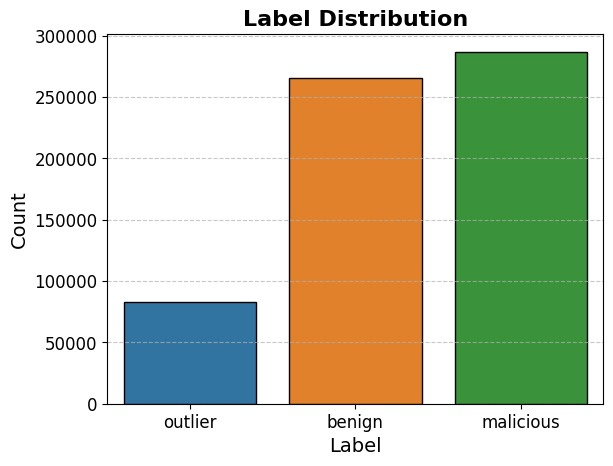 Label Distribution
300000
250000
200000
150000
100000
50000
0
Count
outlier benign malicious
Label